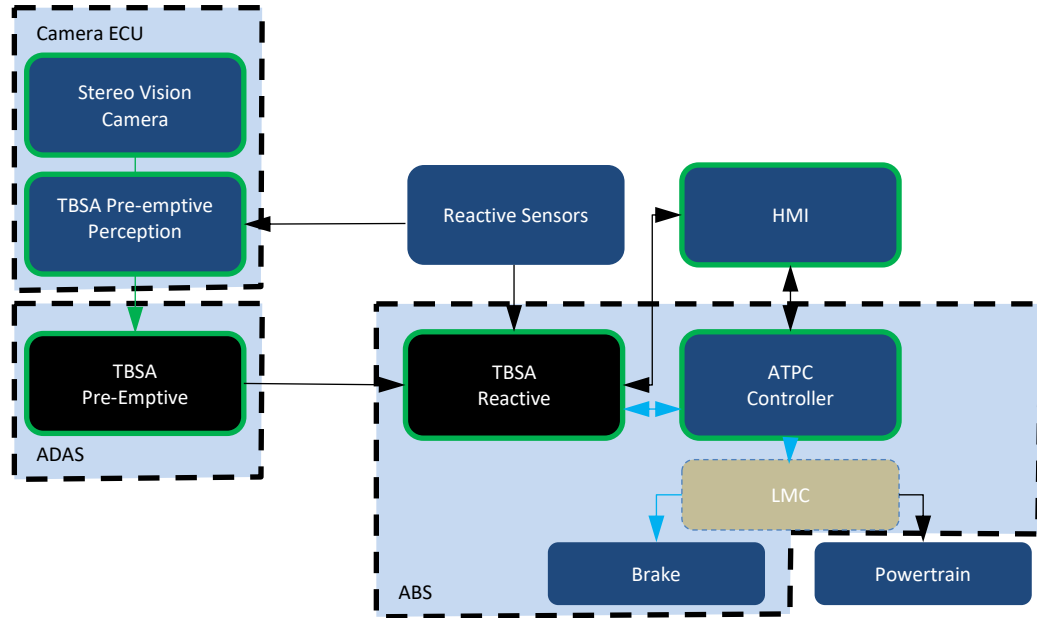 Camera ECU
Stereo Vision
Camera
TBSA Pre-emptive
Perception
Reactive Sensors
HMI
TBSA
Pre-Emptive
ADAS
TBSA
Reactive
ATPC
Controller
LMC
Brake
Powertrain
ABS